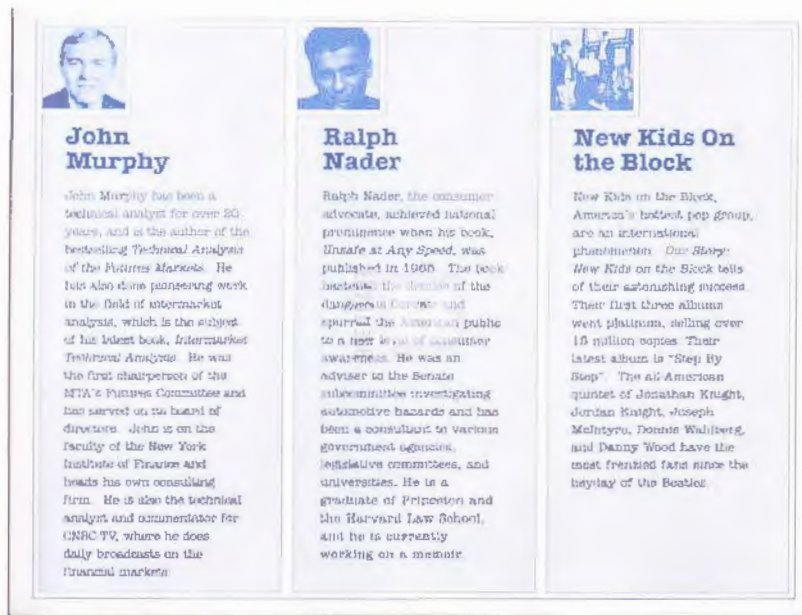 John
Murphy
John Murphy has been a
technical analyst for over 20
years, and is the author of the
bestselling Technical Analysis
of the Futures Markets. He
has also done pioneering work
in the field of intermarket
analysis, which is the subject
of his latest book, Intermarket
Technical Analysis. He was
the first chairperson of the
MTA's Futures Committee and
has served on its board of
directors. John is on the
faculty of the New York
Institute of Finance and
heads his own consulting
firm. He is also the technical
analyst and commentator for
CNBC TV, where he does
daily broadcasts on the
financial markets.
Ralph
Nader
Ralph Nader, the consumer
advocate, achieved national
prominence when his book,
Unsafe at Any Speed, was
published in 1965. The book
hastened the demise of the
dangerous Corvair and
spurred the American public
to a new level of consumer
awareness. He was an
adviser to the Senate
subcommittee investigating
automotive hazards and has
been a consultant to various
government agencies,
legislative committees, and
universities. He is a
graduate of Princeton and
the Harvard Law School,
and he is currently
working on a memoir.
New Kids On
the Block
New Kids on the Block,
America's hottest pop group,
are an international
phenomenon. Our Story:
New Kids on the Block tells
of their astonishing success.
Their first three albums
went platinum, selling over
18 million copies. Their
latest album is "Step By
Step". The all-American
quintet of Jonathan Knight,
Jordan Knight, Joseph
McIntyre, Donnie Wahlberg,
and Danny Wood have the
most frenzied fans since the
heyday of the Beatles.